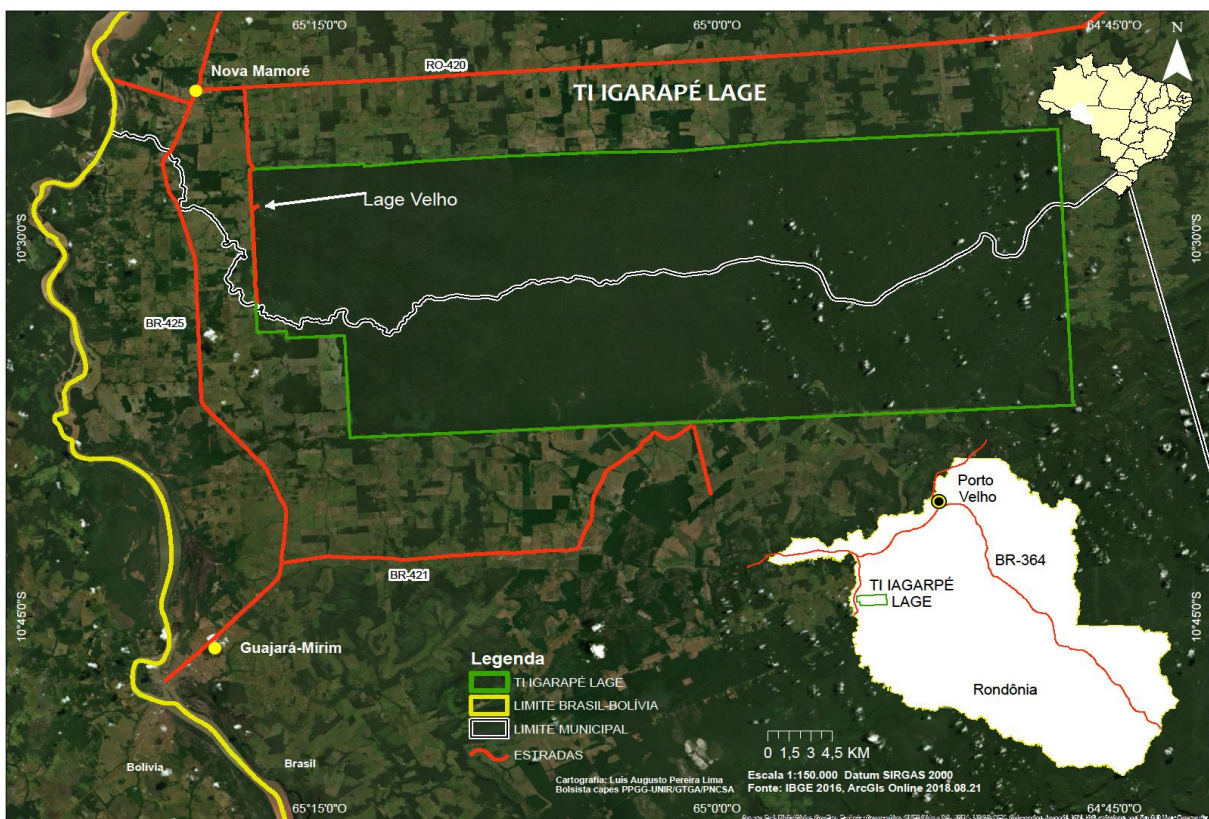 65°15'0"O
65°00'0"O
64°45'0"O
N
Nova Mamoré
RO-420
TI IGARAPÉ LAGE
Lage Velho
10°30'0"S
10°30'0"S
BR-425
BR-421
Porto
Velho
BR-364
TI IAGARPÉ
LAGE
Rondônia
10°45'0"S
10°45'0"S
Guajará-Mirim
Legenda
TI IGARAPÉ LAGE
LIMITE BRASIL-BOLÍVIA
LIMITE MUNICIPAL
ESTRADAS
0 1,5 3 4,5 KM
Bolívia
Brasil
Cartografia: Luis Augusto Pereira Lima
Bolsista capes PPGG-UNIR/GTGA/PNCSA
Escala 1:150.000 Datum SIRGAS 2000
Fonte: IBGE 2016, ArcGIs Online 2018.08.21
65°15'0"O
65°00'0"O
64°45'0"O